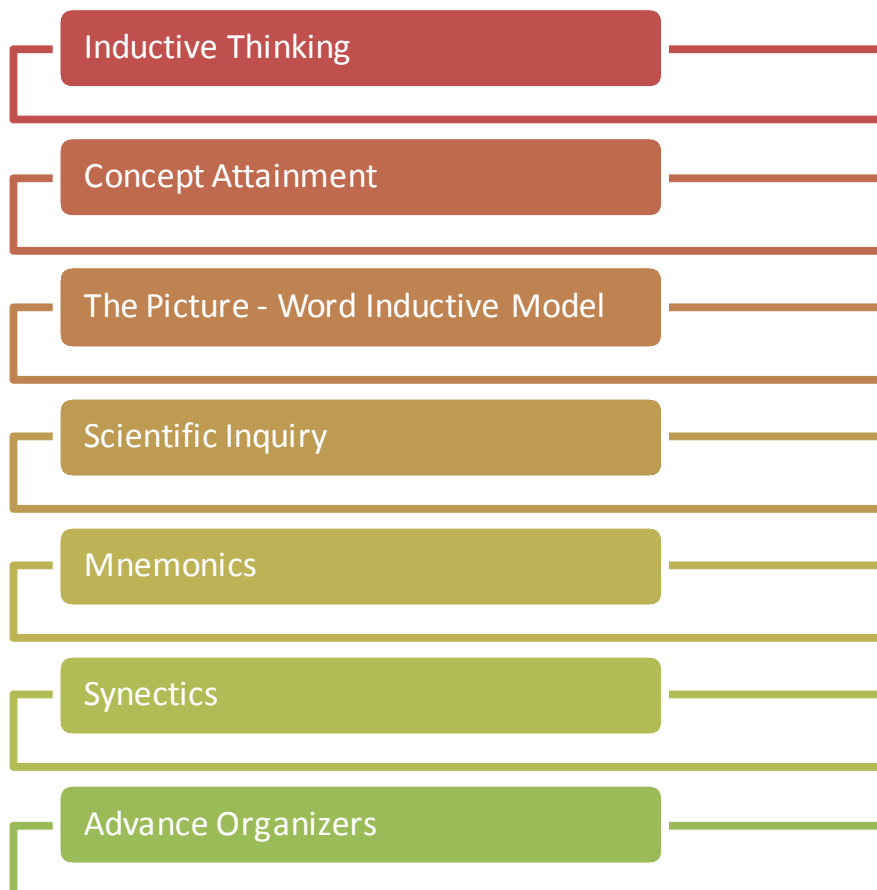 Inductive Thinking
Concept Attainment
The Picture - Word Inductive Model
Scientific Inquiry
Mnemonics
Synectics
Advance Organizers